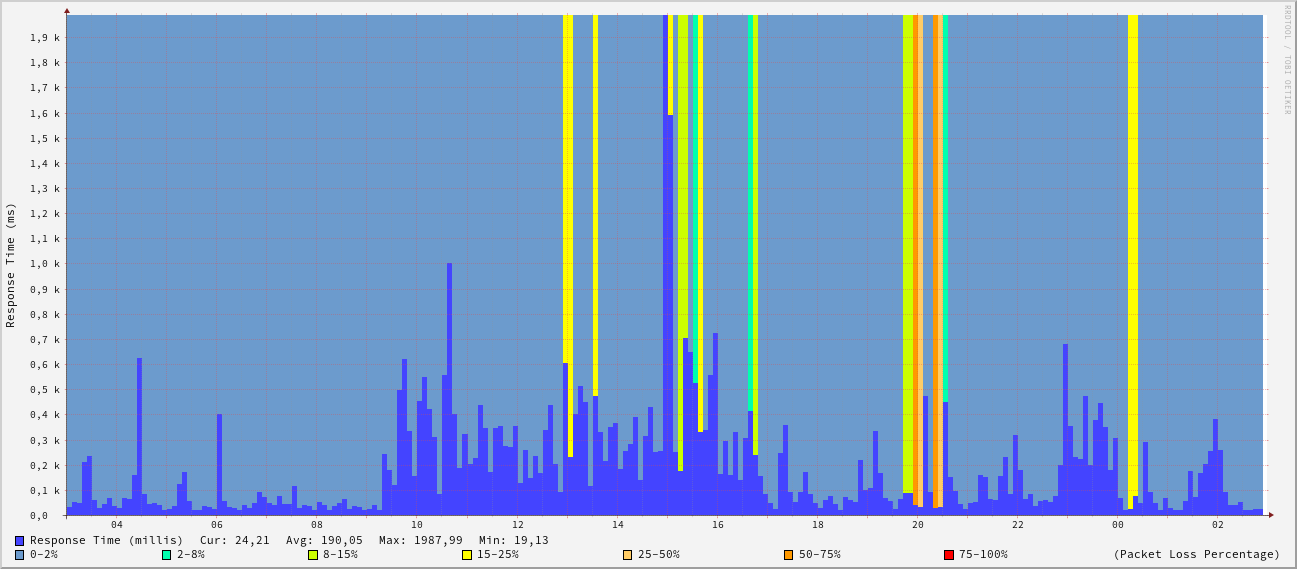 RRDTOOL / TOBI OETIKER
Response Time (ms)
1,9 k
1,8 k
1,7 k
1,6 k
1,5 k
1,4 k
1,3 k
1,2 k
1,1 k
1,0 k
0,9 k
0,8 k
0,7 k
0,6 k
0,5 k
0,4 k
0,3 k
0,2 k
0,1 k
0,0
04 06 08 10 12 14 16 18 20 22 00 02
Response Time (millis) Cur: 24,21 Avg: 190,05 Max: 1987,99 Min: 19,13
0-2% 2-8% 8-15% 15-25% 25-50% 50-75% 75-100% (Packet Loss Percentage)